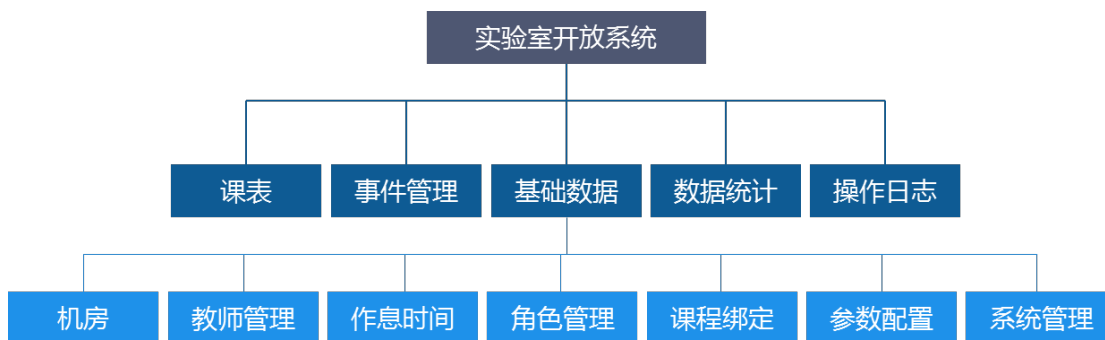 实验室开放系统
课表
事件管理
基础数据
数据统计
操作日志
机房
教师管理
作息时间
角色管理
课程绑定
参数配置
系统管理